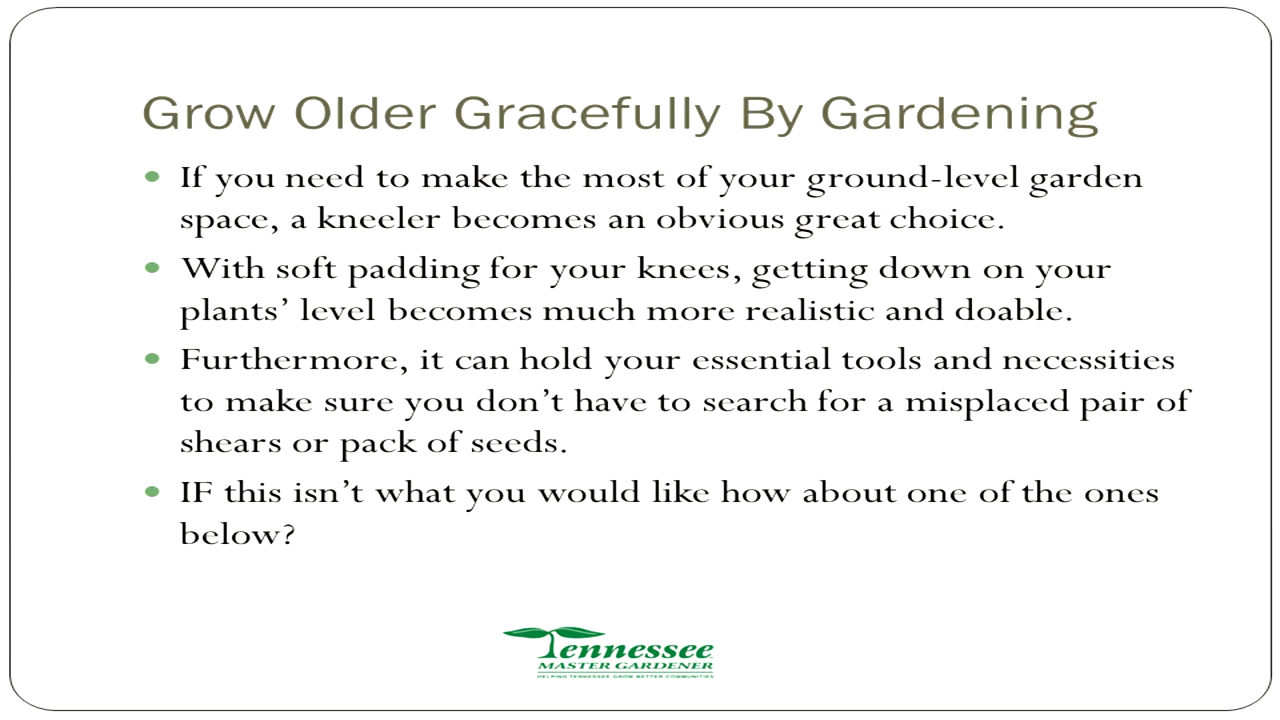 Grow Older Gracefully By Gardening
If you need to make the most of your ground-level garden
space, a kneeler becomes an obvious great choice.
With soft padding for your knees, getting down on your
plants’ level becomes much more realistic and doable.
Furthermore, it can hold your essential tools and necessities
to make sure you don’t have to search for a misplaced pair of
shears or pack of seeds.
IF this isn’t what you would like how about one of the ones
below?
Tennessee
MASTER GARDENER
HELPING TENNESSEE GROW BETTER COMMUNITIES